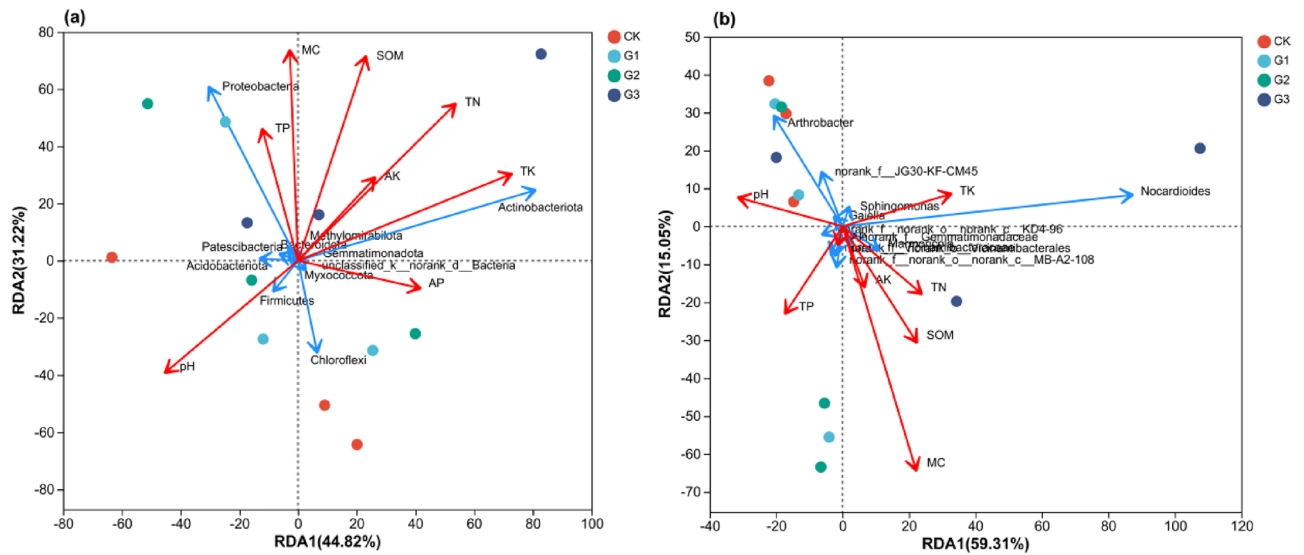 (a)
80
60
40
20
0
-20
-40
-60
-80
-80
-60
-40
-20
0
20
40
60
80
100
RDA2(31.22%)
RDA1(44.82%)
MC
SOM
Proteobacteria
TN
TP
AK
TK
Actinobacteriota
Methylomirabilota
Patescibacteria
Bacteroidota
Gemmatimonadota
Acidobacteriota
unclassified_k__norank_d__Bacteria
Myxococcota
AP
Firmicutes
Chloroflexi
pH
CK
G1
G2
G3
(b)
50
40
30
20
10
0
-10
-20
-30
-40
-50
-60
-70
-40
-20
0
20
40
60
80
100
120
RDA2(15.05%)
RDA1(59.31%)
Arthrobacter
norank_f__JG30-KF-CM45
pH
TK
Nocardioides
Sphingomonas
Gaiella
norank_o__norank_c__KD4-96
norank_f__Gemmatimonadaceae
Marmoricola
norank_f__norank_o__norank_c__MB-A2-108
AK
TN
TP
SOM
MC
CK
G1
G2
G3